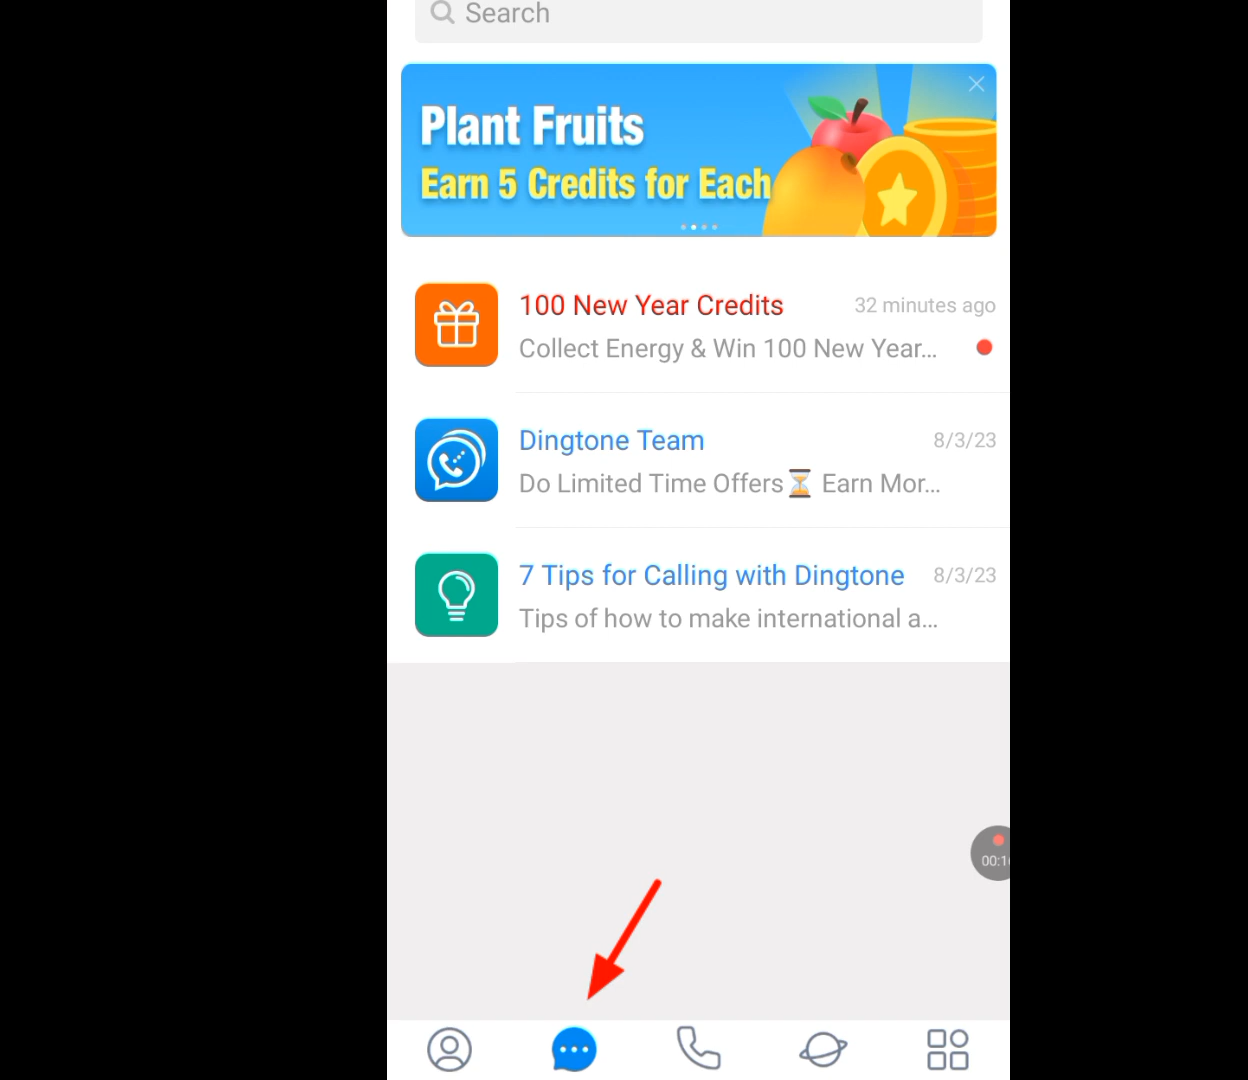 Search
Plant Fruits
Earn 5 Credits for Each
100 New Year Credits
32 minutes ago
Collect Energy & Win 100 New Year...
Dingtone Team
8/3/23
Do Limited Time Offers⏳ Earn Mor...
7 Tips for Calling with Dingtone
8/3/23
Tips of how to make international a...